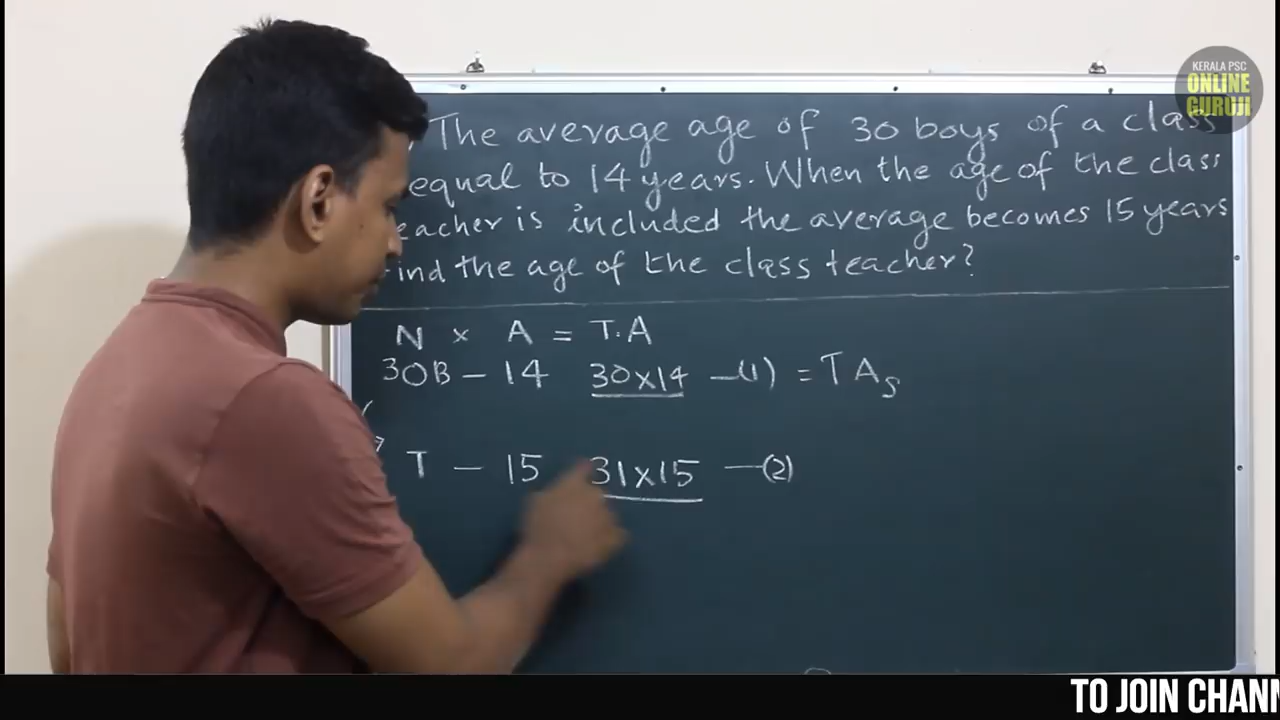 The average age of 30 boys of a class
equal to 14 years. When the age of the class
eacher is included the average becomes 15 years
ind the age of the class teacher?
N × A = T.A
30B - 14 30×14 -(1) = TAs
T - 15 31×15 -(2)
KERALA PSC
ONLINE
GURUJI
TO JOIN CHANN